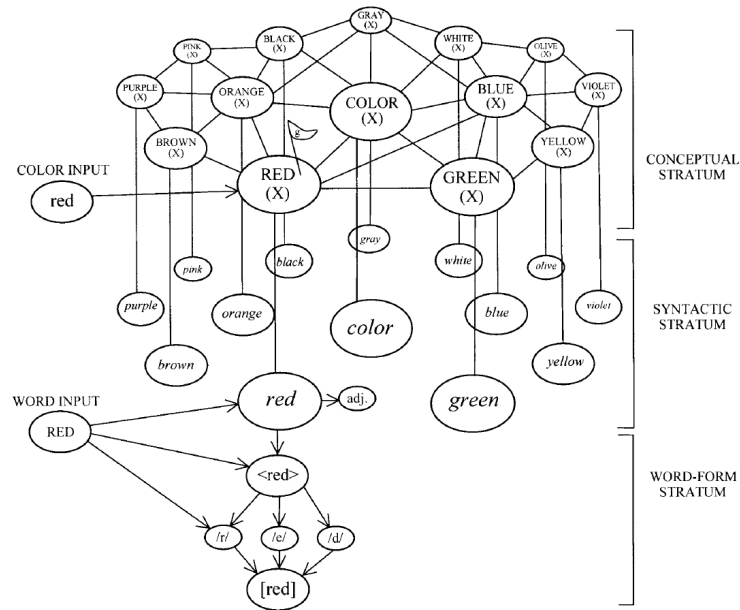 GRAY
(X)
BLACK
(X)
WHITE
(X)
PINK
(X)
OLIVE
(X)
PURPLE
(X)
ORANGE
(X)
COLOR
(X)
BLUE
(X)
VIOLET
(X)
BROWN
(X)
YELLOW
(X)
g
COLOR INPUT
red
RED
(X)
GREEN
(X)
CONCEPTUAL
STRATUM
gray
pink
black
white
olive
purple
orange
color
blue
violet
brown
yellow
SYNTACTIC
STRATUM
WORD INPUT
RED
red
adj.
green
<red>
/r/
/e/
/d/
[red]
WORD-FORM
STRATUM